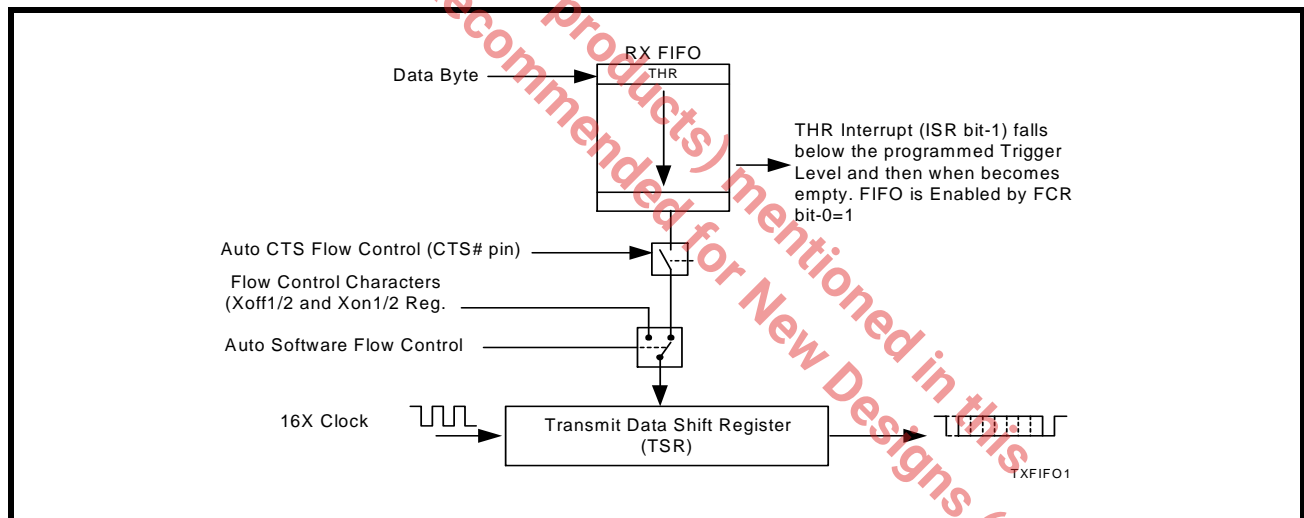 products) mentioned in this
ecommended for New Designs (
RX FIFO
THR
Data Byte
THR Interrupt (ISR bit-1) falls
below the programmed Trigger
Level and then when becomes
empty. FIFO is Enabled by FCR
bit-0=1
Auto CTS Flow Control (CTS# pin)
Flow Control Characters
(Xoff1/2 and Xon1/2 Reg.
Auto Software Flow Control
16X Clock
Transmit Data Shift Register
(TSR)
TXFIFO1